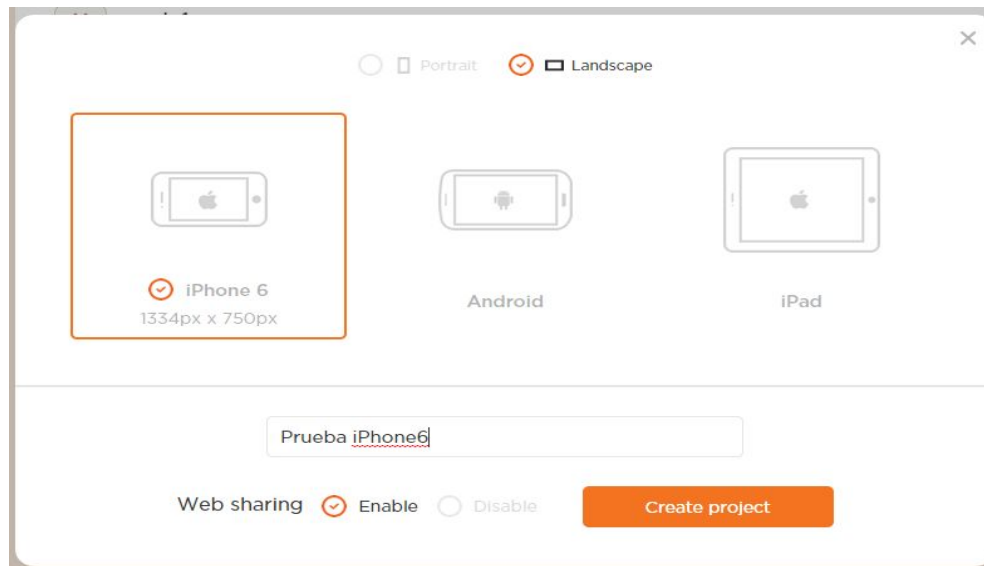 Portrait Landscape
iPhone 6
1334px x 750px
Android
iPad
Prueba iPhone6
Web sharing Enable Disable Create project